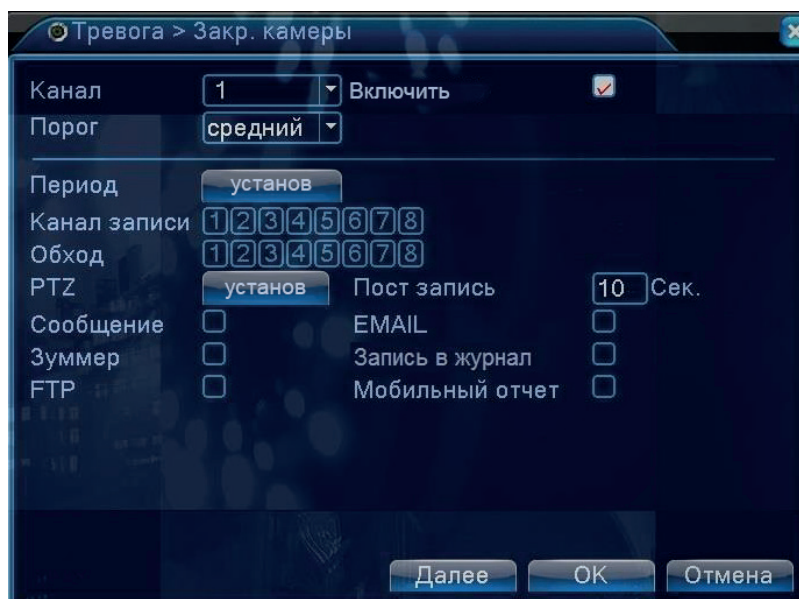 Тревога > Закр. камеры
Канал 1 Включить
Порог средний
Период установ
Канал записи 1 2 3 4 5 6 7 8
Обход 1 2 3 4 5 6 7 8
PTZ установ Пост запись 10 Сек.
Сообщение EMAIL
Зуммер Запись в журнал
FTP Мобильный отчет
Далее OK Отмена